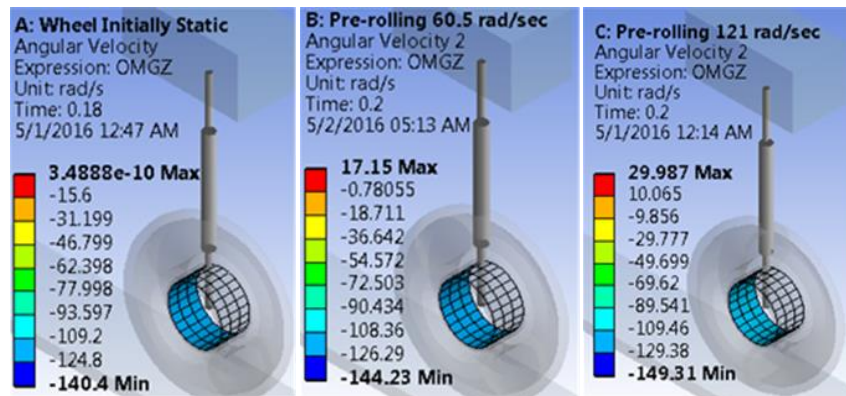 A: Wheel Initially Static
Angular Velocity
Expression: OMGZ
Unit: rad/s
Time: 0.18
5/1/2016 12:47 AM
3.4888e-10 Max
-15.6
-31.199
-46.799
-62.398
-77.998
-93.597
-109.2
-124.8
-140.4 Min
B: Pre-rolling 60.5 rad/sec
Angular Velocity 2
Expression: OMGZ
Unit: rad/s
Time: 0.2
5/2/2016 05:13 AM
17.15 Max
-0.78055
-18.711
-36.642
-54.572
-72.503
-90.434
-108.36
-126.29
-144.23 Min
C: Pre-rolling 121 rad/sec
Angular Velocity 2
Expression: OMGZ
Unit: rad/s
Time: 0.2
5/1/2016 12:14 AM
29.987 Max
10.065
-9.856
-29.777
-49.699
-69.62
-89.541
-109.46
-129.38
-149.31 Min